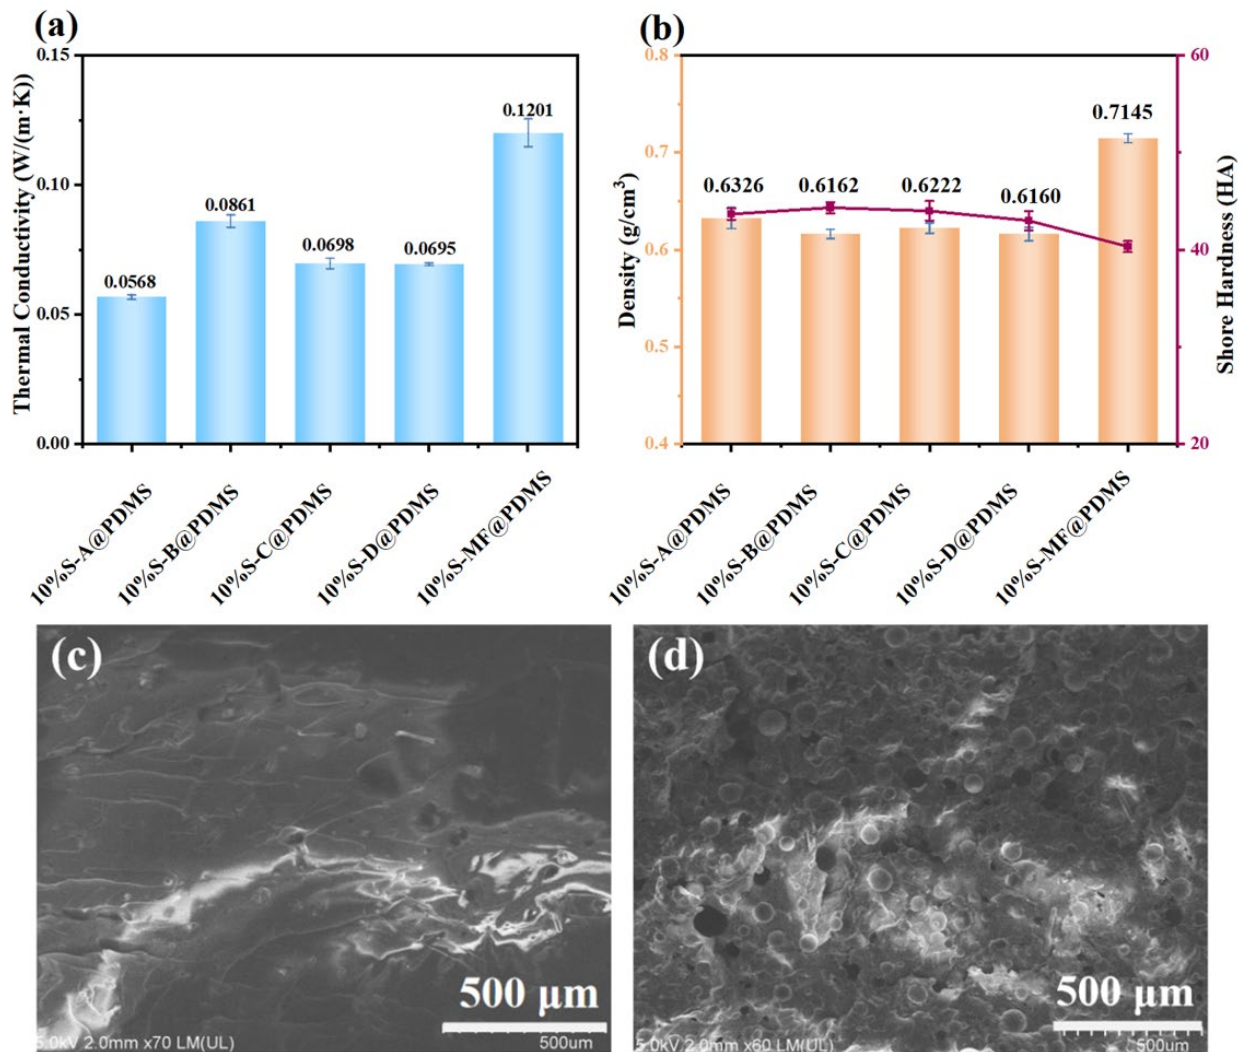 (a)
Thermal Conductivity (W/(m·K))
0.15
0.10
0.05
0.00
0.0568
0.0861
0.0698
0.0695
0.1201
10%S-A@PDMS
10%S-B@PDMS
10%S-C@PDMS
10%S-D@PDMS
10%S-MF@PDMS
(b)
Density (g/cm³)
0.8
0.7
0.6
0.5
0.4
0.6326
0.6162
0.6222
0.6160
0.7145
60
40
20
Shore Hardness (HA)
10%S-A@PDMS
10%S-B@PDMS
10%S-C@PDMS
10%S-D@PDMS
10%S-MF@PDMS
(c)
500 μm
5.0kV 2.0mm x70 LM(UL)
500um
(d)
500 μm
5.0kV 2.0mm x60 LM(UL)
500um